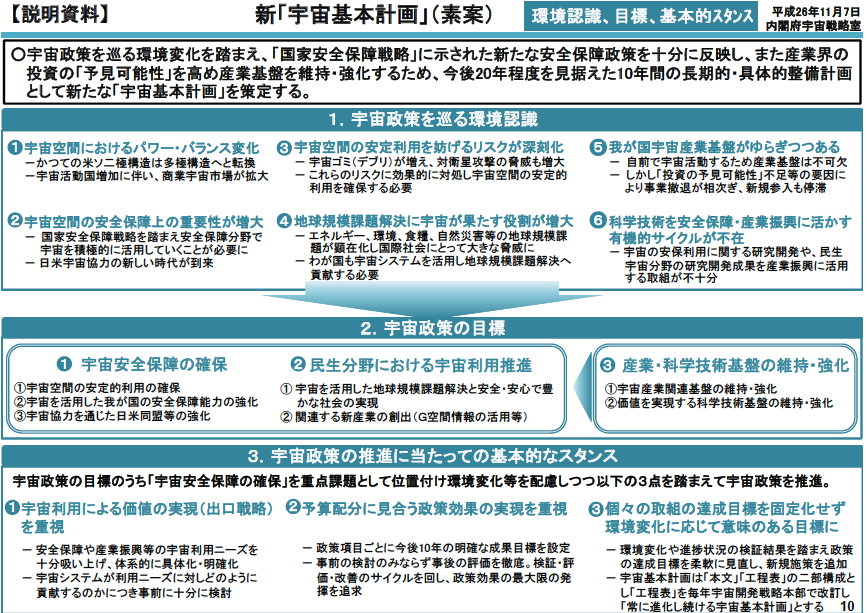 【説明資料】
新「宇宙基本計画」（素案）
環境認識、目標、基本的スタンス
平成26年11月7日
内閣府宇宙戦略室
○宇宙政策を巡る環境変化を踏まえ、「国家安全保障戦略」に示された新たな安全保障政策を十分に反映し、また産業界の
投資の「予見可能性」を高め産業基盤を維持・強化するため、今後20年程度を見据えた10年間の長期的・具体的整備計画
として新たな「宇宙基本計画」を策定する。
1．宇宙政策を巡る環境認識
❶宇宙空間におけるパワー・バランス変化
－かつての米ソ二極構造は多極構造へと転換
－宇宙活動国増加に伴い、商業宇宙市場が拡大
❷宇宙空間の安全保障上の重要性が増大
－ 国家安全保障戦略を踏まえ安全保障分野で
宇宙を積極的に活用していくことが必要に
－ 日米宇宙協力の新しい時代が到来
❸宇宙空間の安定利用を妨げるリスクが深刻化
－ 宇宙ゴミ（デブリ）が増え、対衛星攻撃の脅威も増大
－ これらのリスクに効果的に対処し宇宙空間の安定的
利用を確保する必要
❹地球規模課題解決に宇宙が果たす役割が増大
－ エネルギー、環境、食糧、自然災害等の地球規模課
題が顕在化し国際社会にとって大きな脅威に
－ わが国も宇宙システムを活用し地球規模課題解決へ
貢献する必要
❺我が国宇宙産業基盤がゆらぎつつある
－ 自前で宇宙活動するため産業基盤は不可欠
－ しかし「投資の予見可能性」不足等の要因に
より事業撤退が相次ぎ、新規参入も停滞
❻科学技術を安全保障・産業振興に活かす
有機的サイクルが不在
－ 宇宙の安保利用に関する研究開発や、民生
宇宙分野の研究開発成果を産業振興に活用
する取組が不十分
2．宇宙政策の目標
❶ 宇宙安全保障の確保
①宇宙空間の安定的利用の確保
②宇宙を活用した我が国の安全保障能力の強化
③宇宙協力を通じた日米同盟等の強化
❷ 民生分野における宇宙利用推進
① 宇宙を活用した地球規模課題解決と安全・安心で豊
かな社会の実現
② 関連する新産業の創出（G空間情報の活用等）
❸ 産業・科学技術基盤の維持・強化
①宇宙産業関連基盤の維持・強化
②価値を実現する科学技術基盤の維持・強化
3．宇宙政策の推進に当たっての基本的なスタンス
宇宙政策の目標のうち「宇宙安全保障の確保」を重点課題として位置付け環境変化等を配慮しつつ以下の3点を踏まえて宇宙政策を推進。
❶宇宙利用による価値の実現（出口戦略）
を重視
－ 安全保障や産業振興等の宇宙利用ニーズを
十分吸い上げ、体系的に具体化・明確化
－ 宇宙システムが利用ニーズに対しどのように
貢献するのかにつき事前に十分に検討
❷予算配分に見合う政策効果の実現を重視
－ 政策項目ごとに今後10年の明確な成果目標を設定
－ 事前の検討のみならず事後の評価を徹底。検証・評
価・改善のサイクルを回し、政策効果の最大限の発
揮を追求
❸個々の取組の達成目標を固定化せず
環境変化に応じて意味のある目標に
－ 環境変化や進捗状況の検証結果を踏まえ政策
の達成目標を柔軟に見直し、新規施策を追加
－ 宇宙基本計画は「本文」「工程表」の二部構成と
し「工程表」を毎年宇宙開発戦略本部で改訂し
「常に進化し続ける宇宙基本計画」とする
10